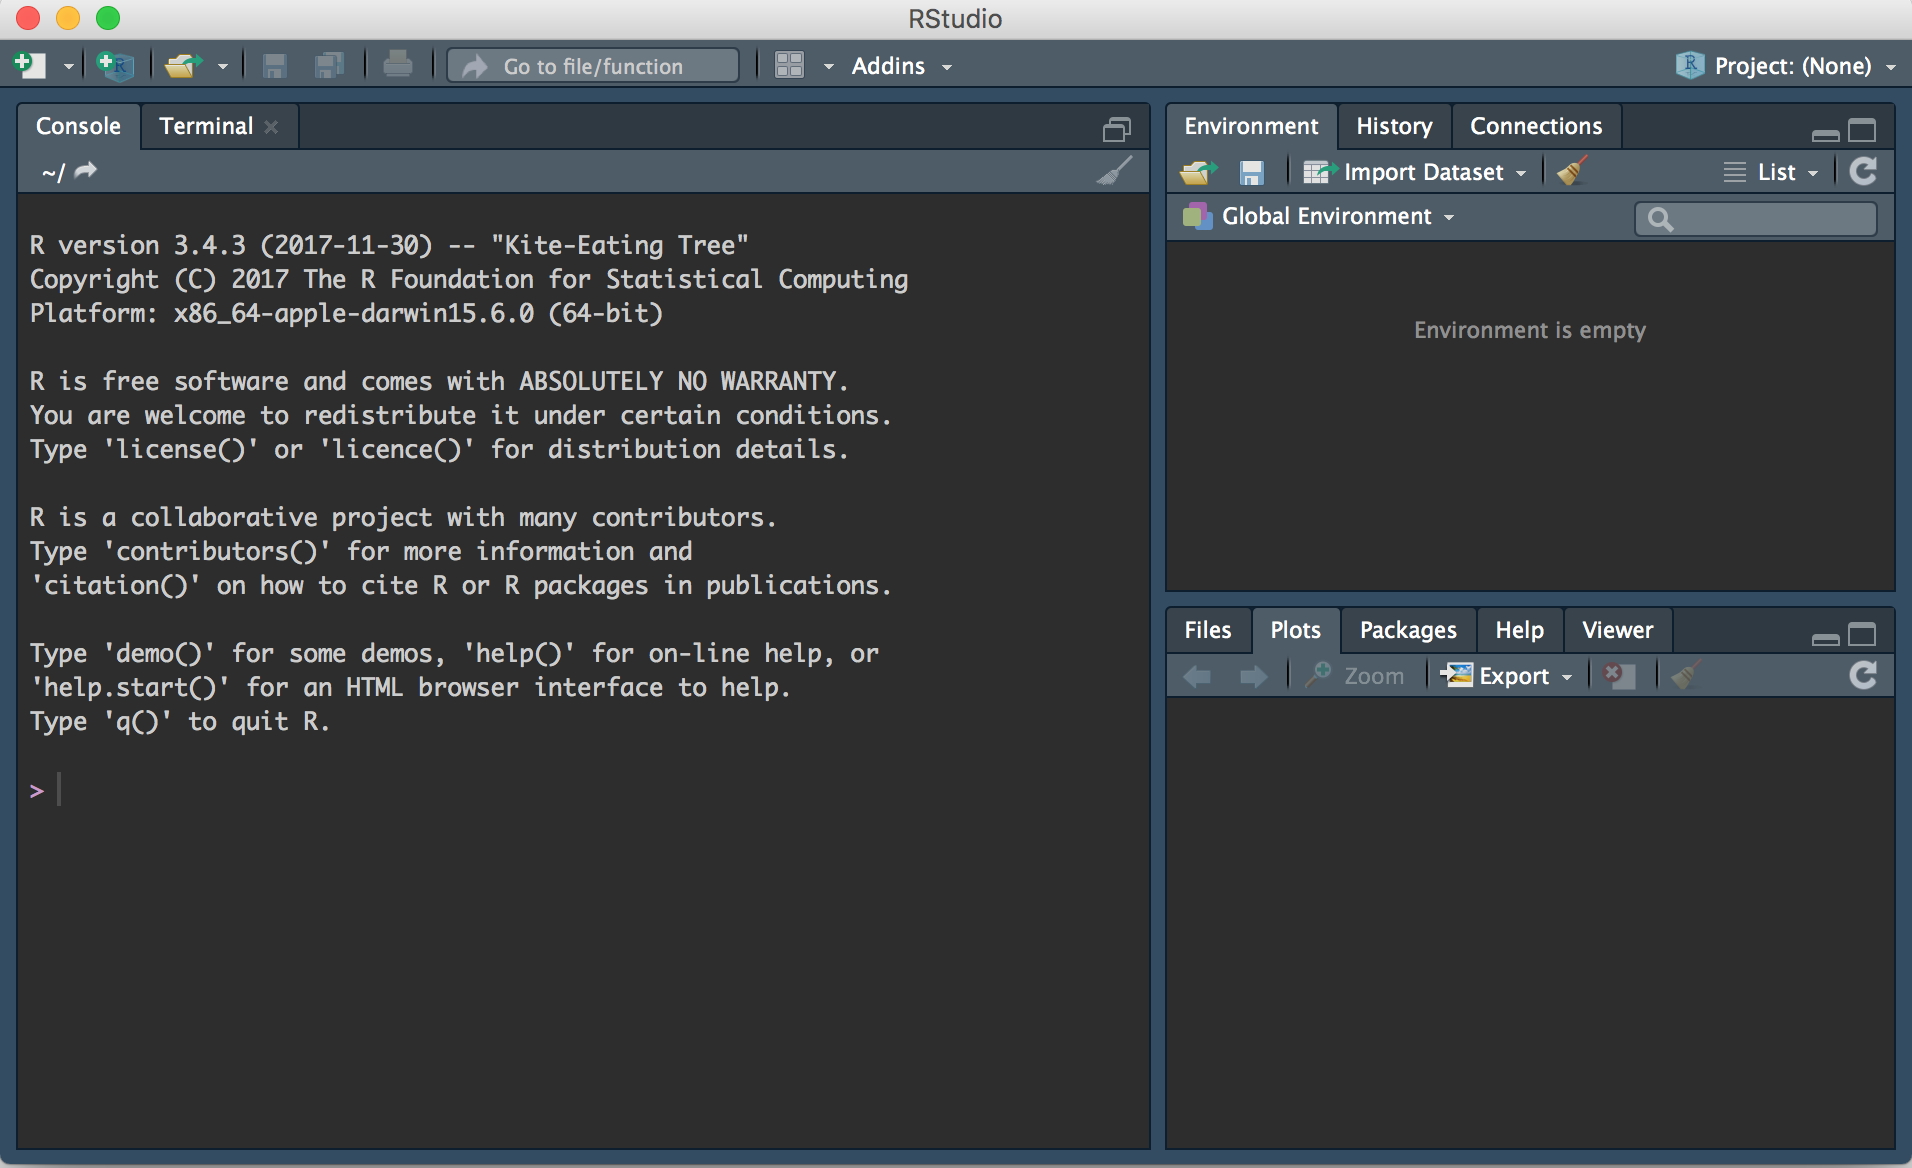 RStudio
Go to file/function
Addins
Project: (None)
Console
Terminal
~/
R version 3.4.3 (2017-11-30) -- "Kite-Eating Tree"
Copyright (C) 2017 The R Foundation for Statistical Computing
Platform: x86_64-apple-darwin15.6.0 (64-bit)
R is free software and comes with ABSOLUTELY NO WARRANTY.
You are welcome to redistribute it under certain conditions.
Type 'license()' or 'licence()' for distribution details.
R is a collaborative project with many contributors.
Type 'contributors()' for more information and
'citation()' on how to cite R or R packages in publications.
Type 'demo()' for some demos, 'help()' for on-line help, or
'help.start()' for an HTML browser interface to help.
Type 'q()' to quit R.
>
Environment History Connections
Import Dataset List
Global Environment
Environment is empty
Files Plots Packages Help Viewer
Zoom Export